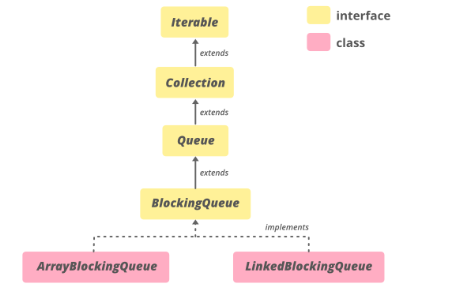 Iterable
interface
class
extends
Collection
extends
Queue
extends
BlockingQueue
implements
ArrayBlockingQueue
LinkedBlockingQueue